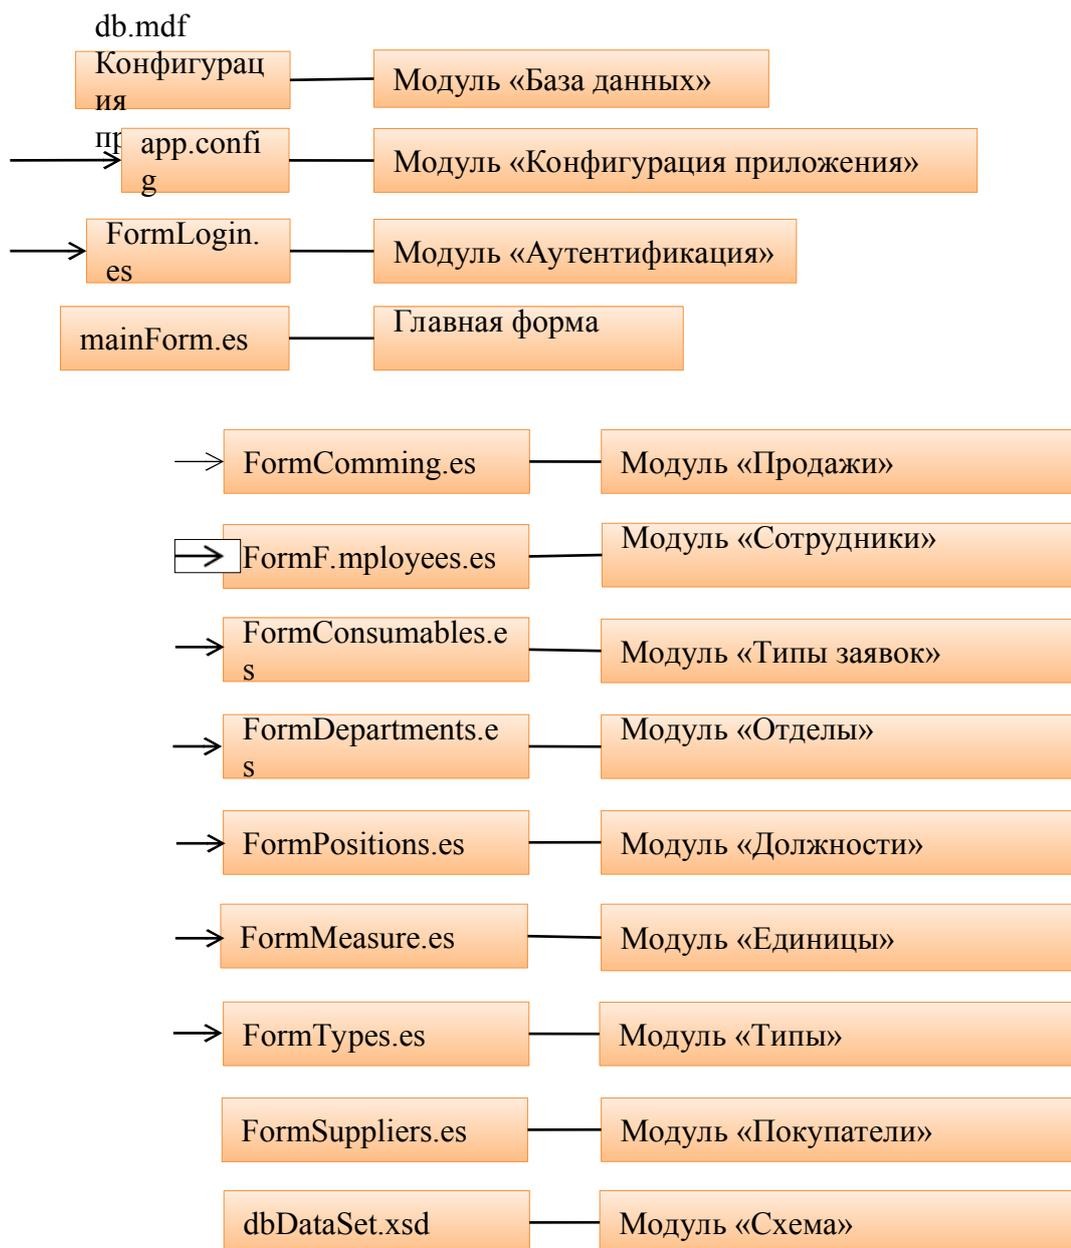 db.mdf
Конфигурац
ия
пр
Модуль «База данных»
app.confi
g
Модуль «Конфигурация приложения»
FormLogin.
es
Модуль «Аутентификация»
mainForm.es
Главная форма
FormComming.es
Модуль «Продажи»
FormF.mployees.es
Модуль «Сотрудники»
FormConsumables.e
s
Модуль «Типы заявок»
FormDepartments.e
s
Модуль «Отделы»
FormPositions.es
Модуль «Должности»
FormMeasure.es
Модуль «Единицы»
FormTypes.es
Модуль «Типы»
FormSuppliers.es
Модуль «Покупатели»
dbDataSet.xsd
Модуль «Схема»